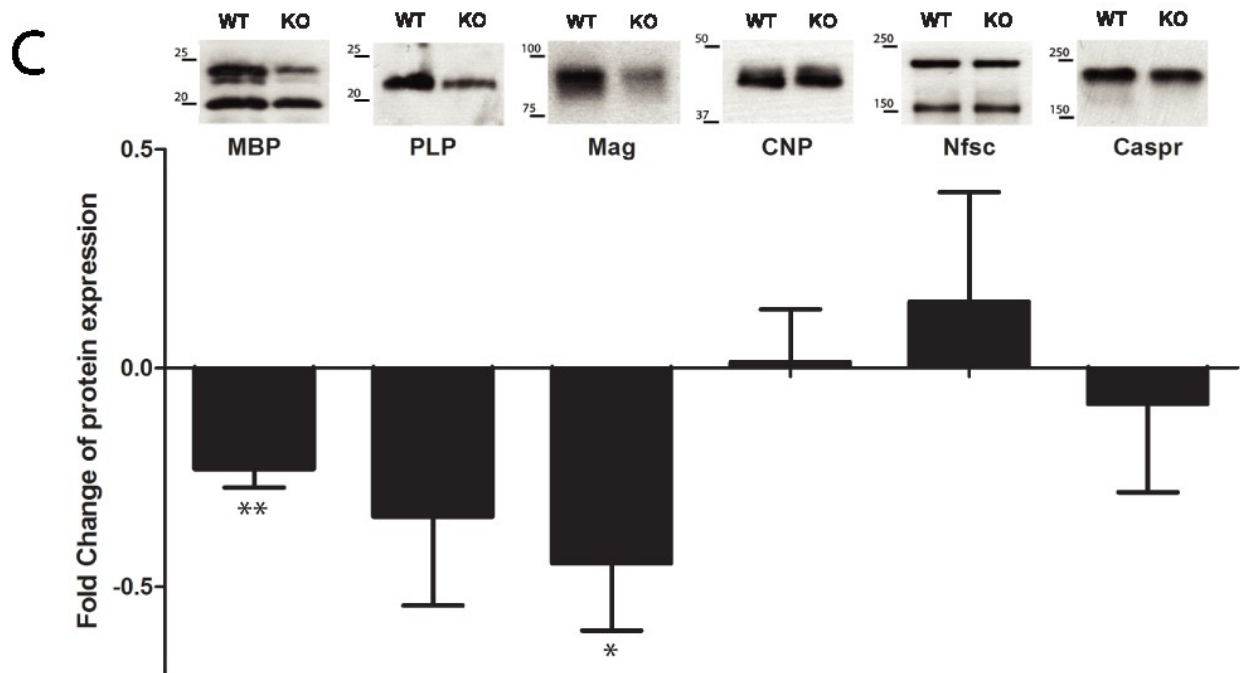 C
WT KO WT KO WT KO WT KO WT KO WT KO
25 20
25 20
100 75
50 37
250 150
250 150
MBP PLP Mag CNP Nfsc Caspr
Fold Change of protein expression
0.5
0.0
-0.5
**
*